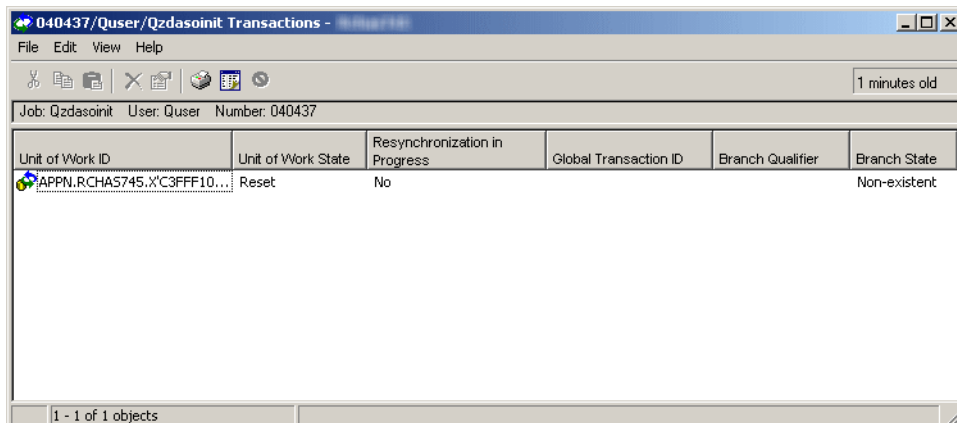 040437/Quser/Qzdasoinit Transactions -
File Edit View Help
1 minutes old
Job: Qzdasoinit User: Quser Number: 040437
Unit of Work ID Unit of Work State Resynchronization in Progress Global Transaction ID Branch Qualifier Branch State
APPN.RCHAS745.X'C3FFF10... Reset No Non-existent
1 - 1 of 1 objects